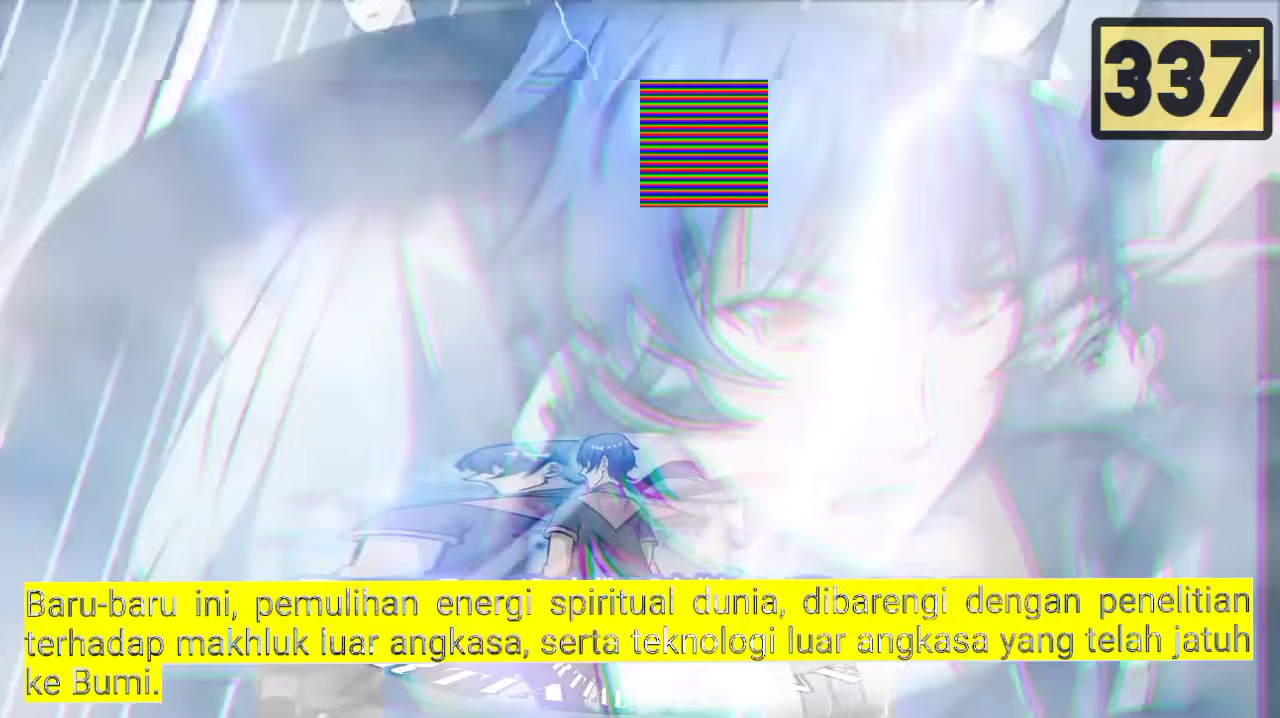 337
Baru-baru ini, pemulihan energi spiritual dunia, dibarengi dengan penelitian
terhadap makhluk luar angkasa, serta teknologi luar angkasa yang telah jatuh
ke Bumi.